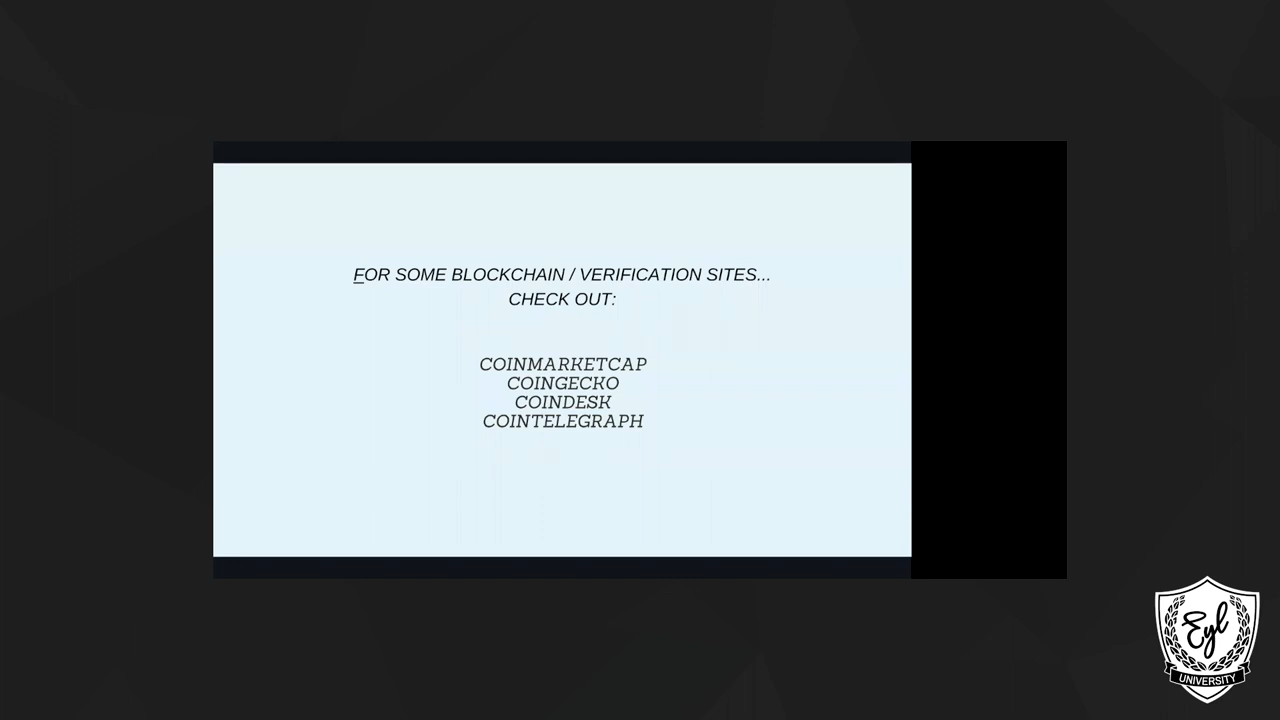 FOR SOME BLOCKCHAIN / VERIFICATION SITES...
CHECK OUT:
COINMARKETCAP
COINGECKO
COINDESK
COINTELEGRAPH
Eyl
UNIVERSITY